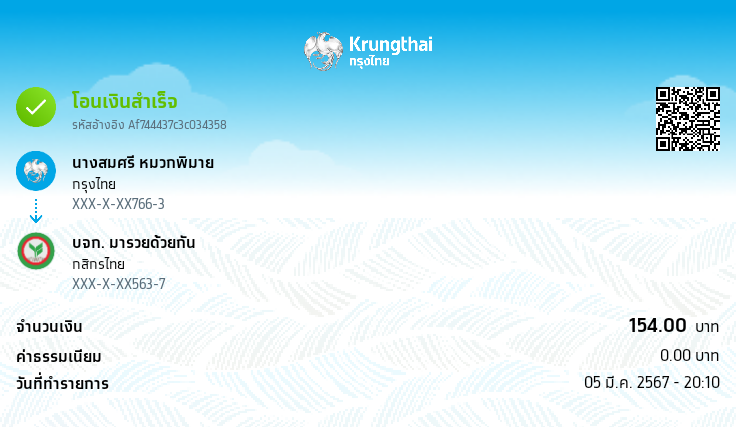 Krungthai
กรุงไทย
โอนเงินสำเร็จ
รหัสอ้างอิง Af744437c3c034358
นางสมศรี หมวกพิมาย
กรุงไทย
XXX-X-XX766-3
บจก. มารวยด้วยกัน
กสิกรไทย
XXX-X-XX563-7
จำนวนเงิน 154.00 บาท
ค่าธรรมเนียม 0.00 บาท
วันที่ทำรายการ 05 มี.ค. 2567 - 20:10